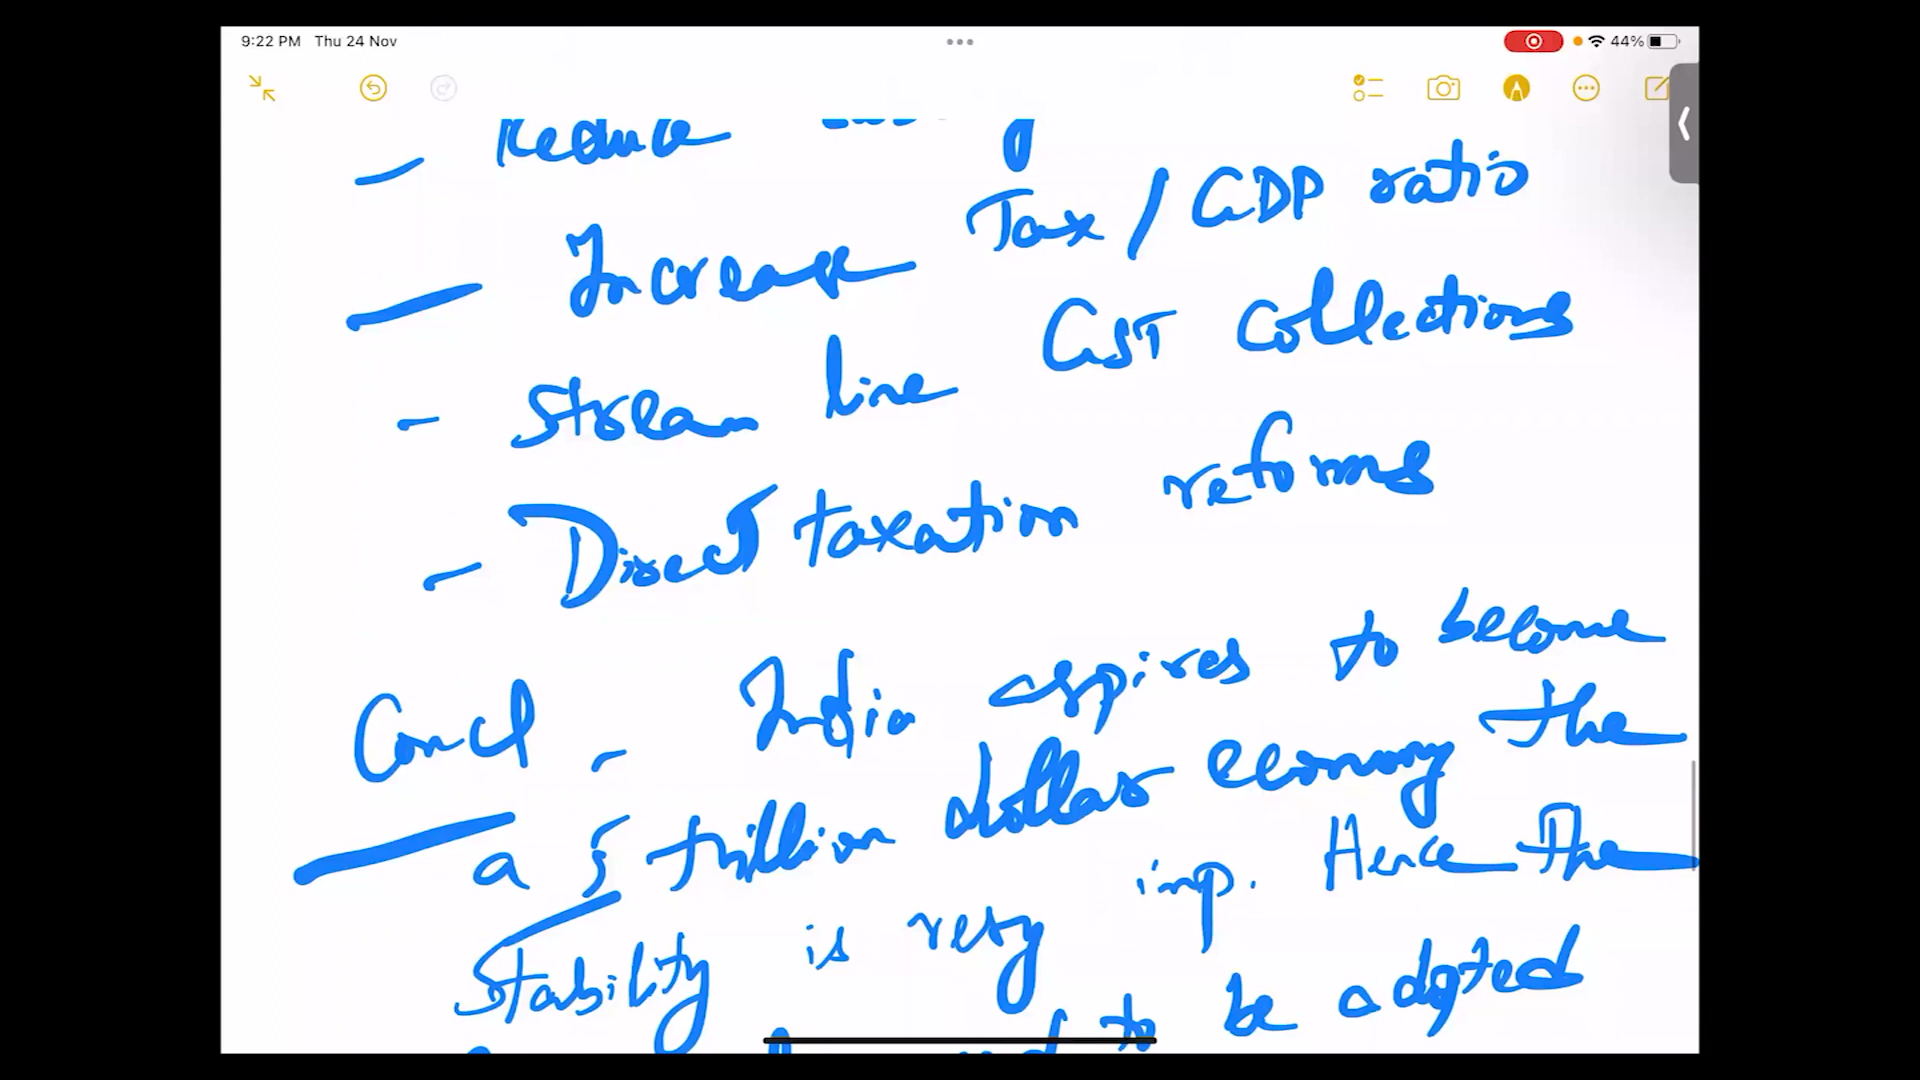 9:22 PM Thu 24 Nov
44%
- Reduce
- Increase Tax / GDP ratio
- Stream line GST Collections
- Direct taxation reforms
Concl - India aspires to become
a 5 trillion dollar economy the
stability is very imp. Hence the
to be adopted